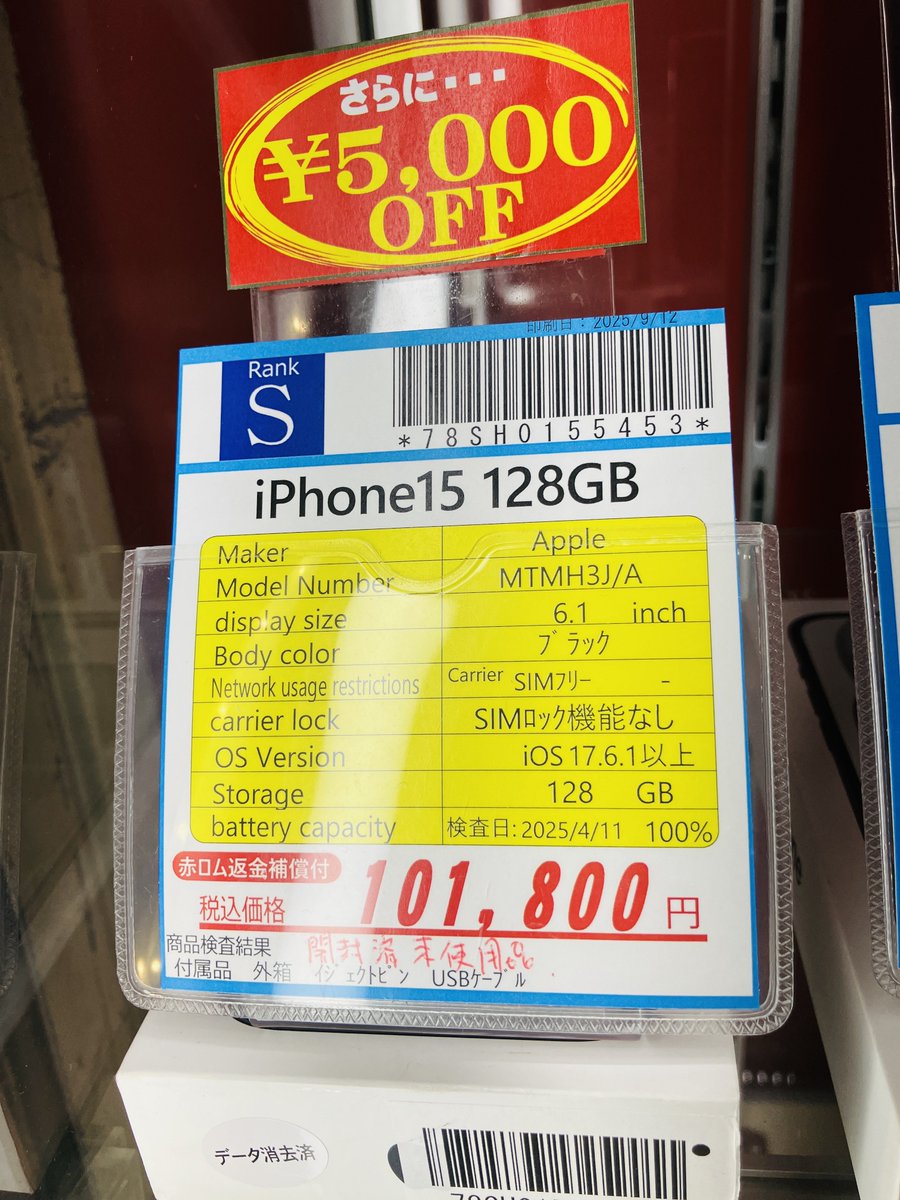 さらに・・・
¥5,000
OFF
印刷日：2025/9/12
Rank
S
*78SH0155453*
iPhone15 128GB
Maker Apple
Model Number MTMH3J/A
display size 6.1 inch
Body color ﾌﾞﾗｯｸ
Network usage restrictions Carrier SIMﾌﾘｰ -
carrier lock SIMﾛｯｸ機能なし
OS Version iOS 17.6.1以上
Storage 128 GB
battery capacity 検査日:2025/4/11 100%
赤ロム返金補償付
税込価格 101,800円
商品検査結果 開封済 未使用品.
付属品 外箱 ｲｼﾞｪｸﾄﾋﾟﾝ USBｹｰﾌﾞﾙ
データ消去済